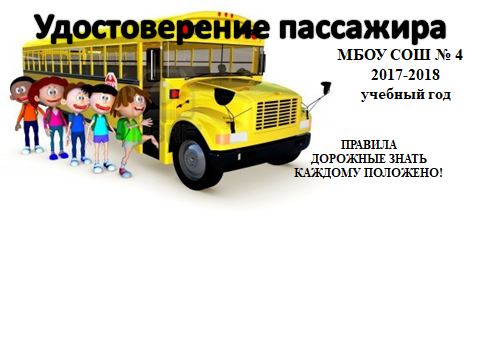 Удостоверение пассажира
МБОУ СОШ № 4
2017-2018
учебный год
ПРАВИЛА
ДОРОЖНЫЕ ЗНАТЬ
КАЖДОМУ ПОЛОЖЕНО!